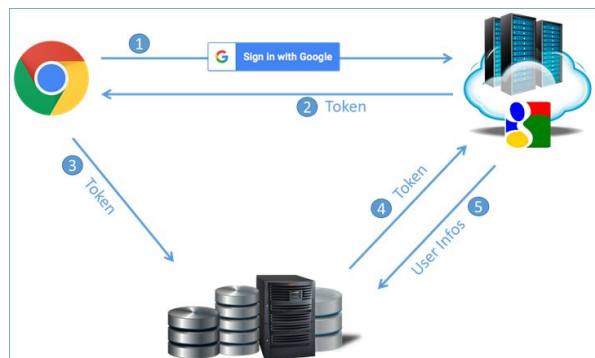 1
G Sign in with Google
2 Token
3 Token
4 Token
5
User Infos
g